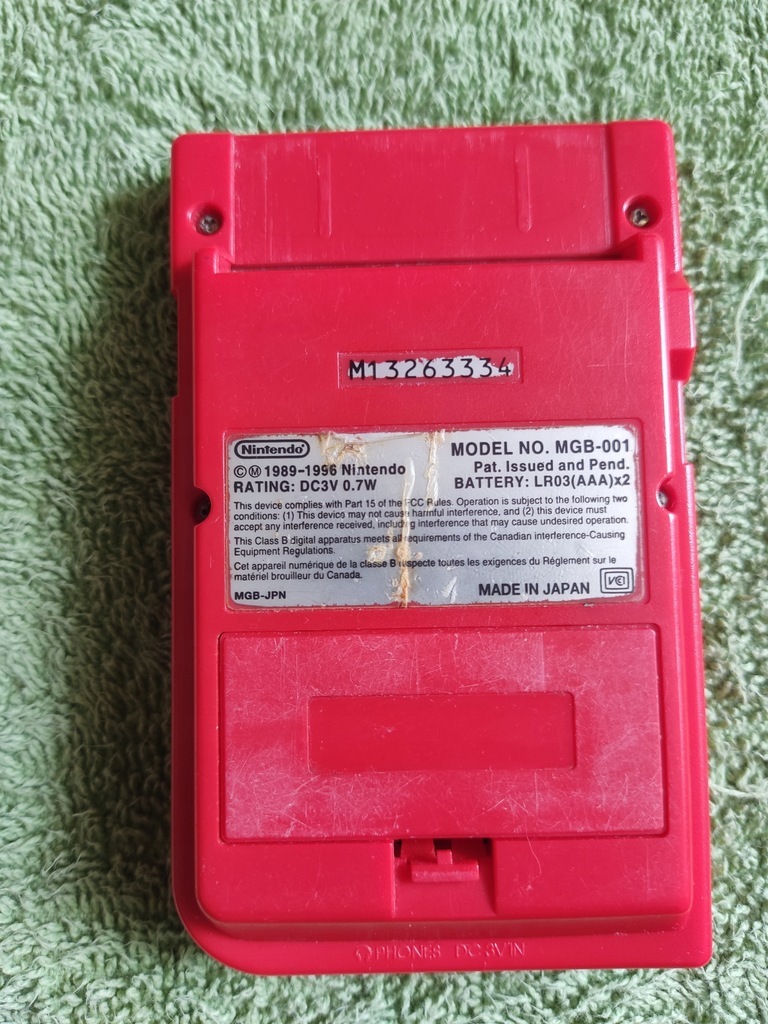 M13263334
Nintendo
MODEL NO. MGB-001
©Ⓜ 1989-1996 Nintendo
Pat. Issued and Pend.
RATING: DC3V 0.7W
BATTERY: LR03(AAA)x2
This device complies with Part 15 of the FCC Rules. Operation is subject to the following two
conditions: (1) This device may not cause harmful interference, and (2) this device must
accept any interference received, including interference that may cause undesired operation.
This Class B digital apparatus meets all requirements of the Canadian interference-Causing
Equipment Regulations.
Cet appareil numérique de la classe B respecte toutes les exigences du Réglement sur le
matériel brouilleur du Canada.
MGB-JPN
MADE IN JAPAN
VCI
PHONES DC 3V IN